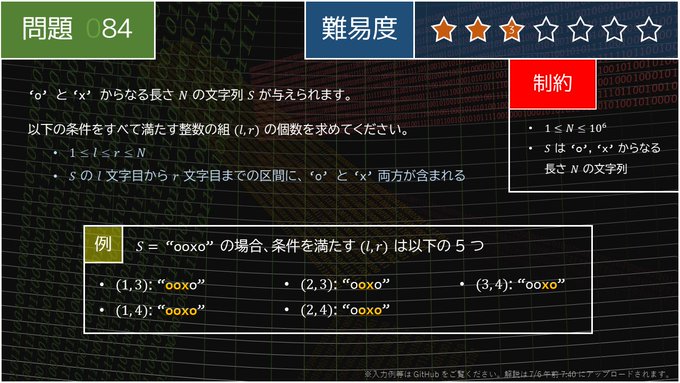 問題 084
難易度
5
制約
‘o’ と ‘x’ からなる長さ N の文字列 S が与えられます。
以下の条件をすべて満たす整数の組 (l, r) の個数を求めてください。
• 1 ≤ l ≤ r ≤ N
• S の l 文字目から r 文字目までの区間に、‘o’ と ‘x’ 両方が含まれる
• 1 ≤ N ≤ 10⁶
• S は ‘o’, ‘x’ からなる
長さ N の文字列
例
S = “ooxo” の場合、条件を満たす (l, r) は以下の 5 つ
• (1, 3): “ooxo” • (2, 3): “ooxo” • (3, 4): “ooxo”
• (1, 4): “ooxo” • (2, 4): “ooxo”
※入力例等は GitHub をご覧ください。解説は 7/6 午前 7:40 にアップロードされます。